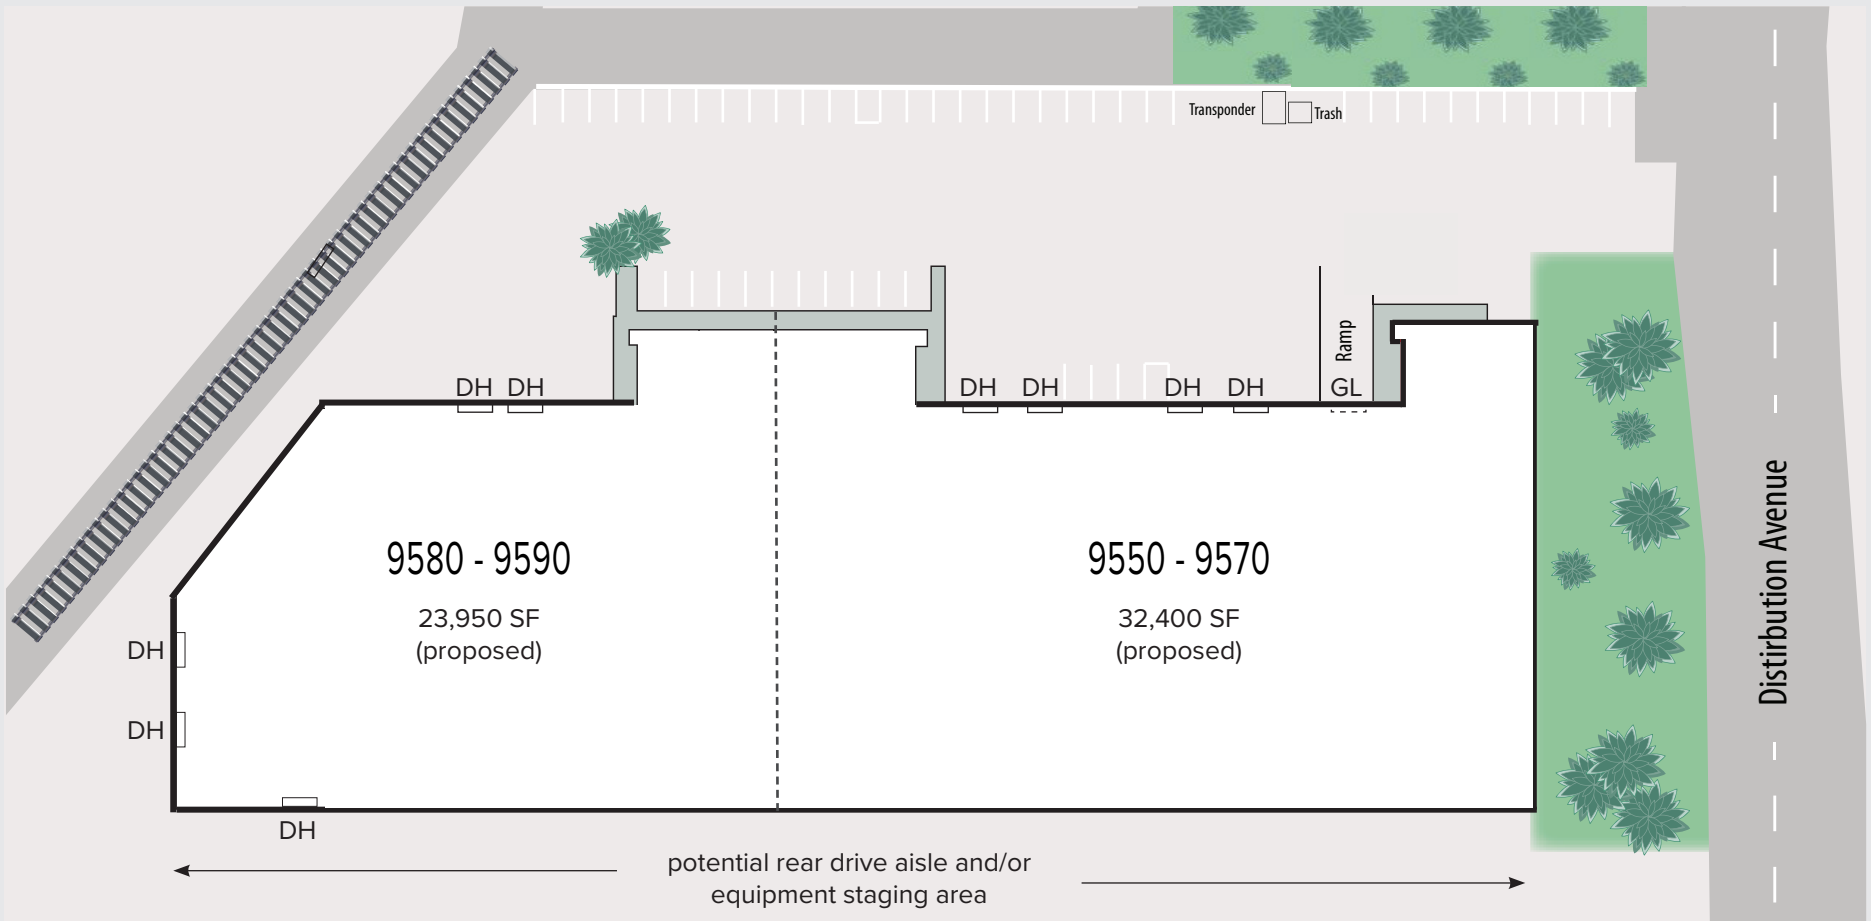 Transponder
Trash
Ramp
DH DH
DH
DH
DH
DH
GL
9580 - 9590
23,950 SF
(proposed)
9550 - 9570
32,400 SF
(proposed)
Distirbution Avenue
DH
DH
DH
potential rear drive aisle and/or
equipment staging area